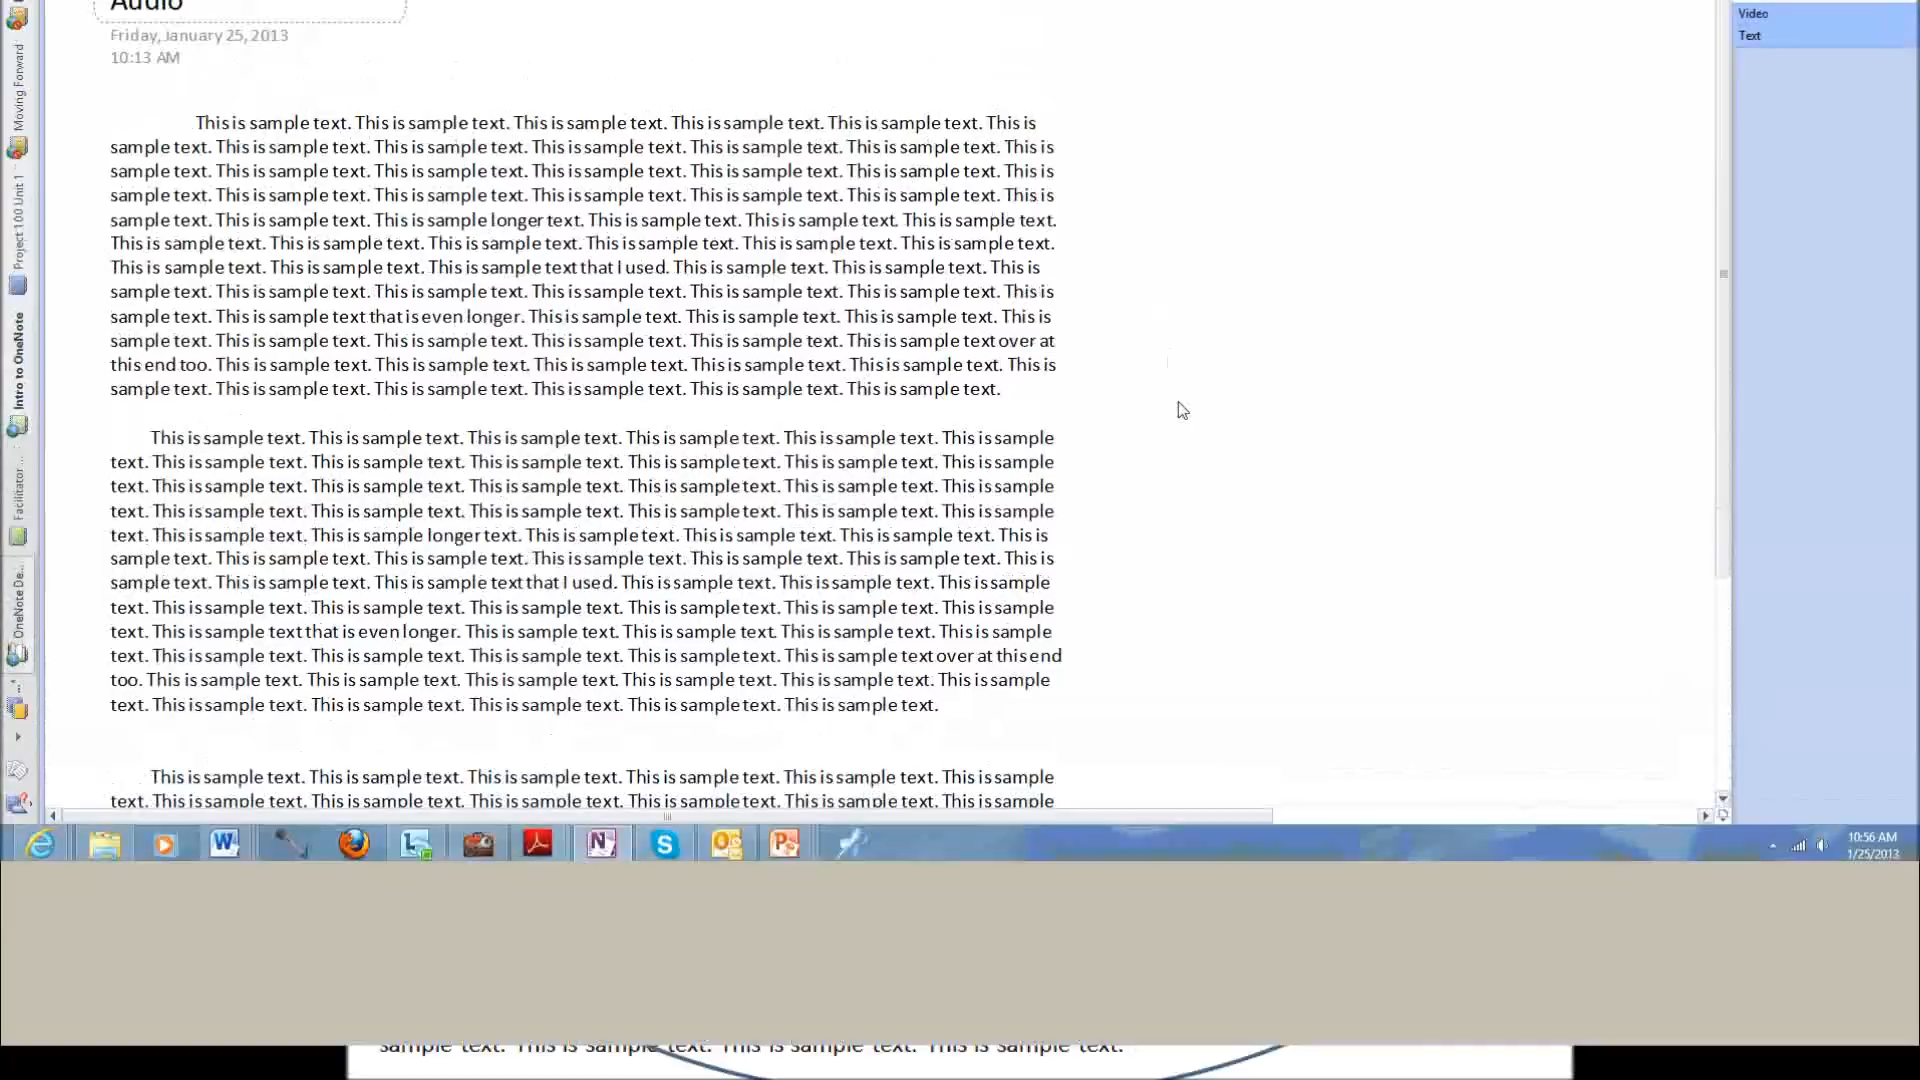 Audio
Friday, January 25, 2013
10:13 AM
This is sample text. This is sample text. This is sample text. This is sample text. This is sample text. This is
sample text. This is sample text. This is sample text. This is sample text. This is sample text. This is sample text. This is
sample text. This is sample text. This is sample text. This is sample text. This is sample text. This is sample text. This is
sample text. This is sample text. This is sample text. This is sample text. This is sample text. This is sample text. This is
sample text. This is sample text. This is sample longer text. This is sample text. This is sample text. This is sample text.
This is sample text. This is sample text. This is sample text. This is sample text. This is sample text. This is sample text.
This is sample text. This is sample text. This is sample text that I used. This is sample text. This is sample text. This is
sample text. This is sample text. This is sample text. This is sample text. This is sample text. This is sample text. This is
sample text. This is sample text that is even longer. This is sample text. This is sample text. This is sample text. This is
sample text. This is sample text. This is sample text. This is sample text. This is sample text. This is sample text over at
this end too. This is sample text. This is sample text. This is sample text. This is sample text. This is sample text. This is
sample text. This is sample text. This is sample text. This is sample text. This is sample text. This is sample text.
This is sample text. This is sample text. This is sample text. This is sample text. This is sample text. This is sample
text. This is sample text. This is sample text. This is sample text. This is sample text. This is sample text. This is sample
text. This is sample text. This is sample text. This is sample text. This is sample text. This is sample text. This is sample
text. This is sample text. This is sample text. This is sample text. This is sample text. This is sample text. This is sample
text. This is sample text. This is sample longer text. This is sample text. This is sample text. This is sample text. This is
sample text. This is sample text. This is sample text. This is sample text. This is sample text. This is sample text. This is
sample text. This is sample text. This is sample text that I used. This is sample text. This is sample text. This is sample
text. This is sample text. This is sample text. This is sample text. This is sample text. This is sample text. This is sample
text. This is sample text that is even longer. This is sample text. This is sample text. This is sample text. This is sample
text. This is sample text. This is sample text. This is sample text. This is sample text. This is sample text over at this end
too. This is sample text. This is sample text. This is sample text. This is sample text. This is sample text. This is sample
text. This is sample text. This is sample text. This is sample text. This is sample text. This is sample text.
This is sample text. This is sample text. This is sample text. This is sample text. This is sample text. This is sample
text. This is sample text. This is sample text. This is sample text. This is sample text. This is sample text. This is sample
Video
Text
Moving Forward
Project 100 Unit 1
Intro to OneNote
Facilitator ...
OneNote De...
10:56 AM
1/25/2013
sample text. This is sample text. This is sample text. This is sample text.